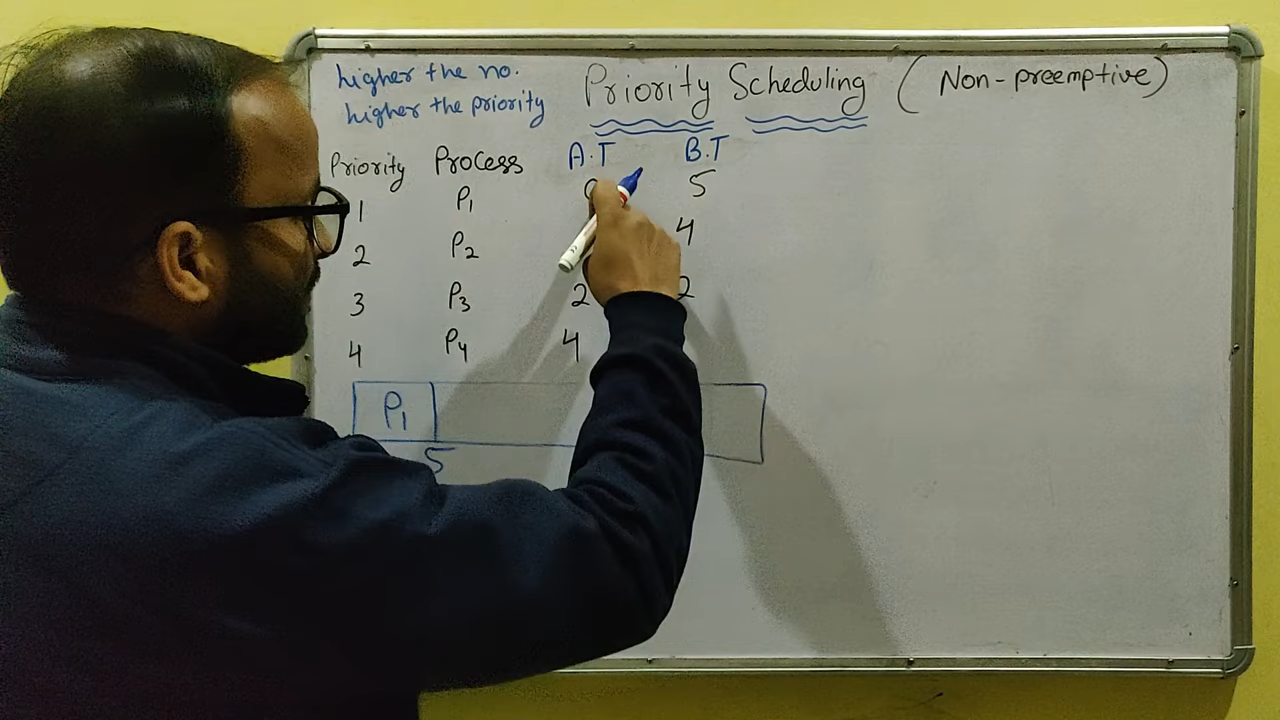 higher the no.
higher the priority
Priority Scheduling ( Non-preemptive)
Priority Process A.T B.T
1 P1 0 5
2 P2 4
3 P3 2 2
4 P4 4
P1
5